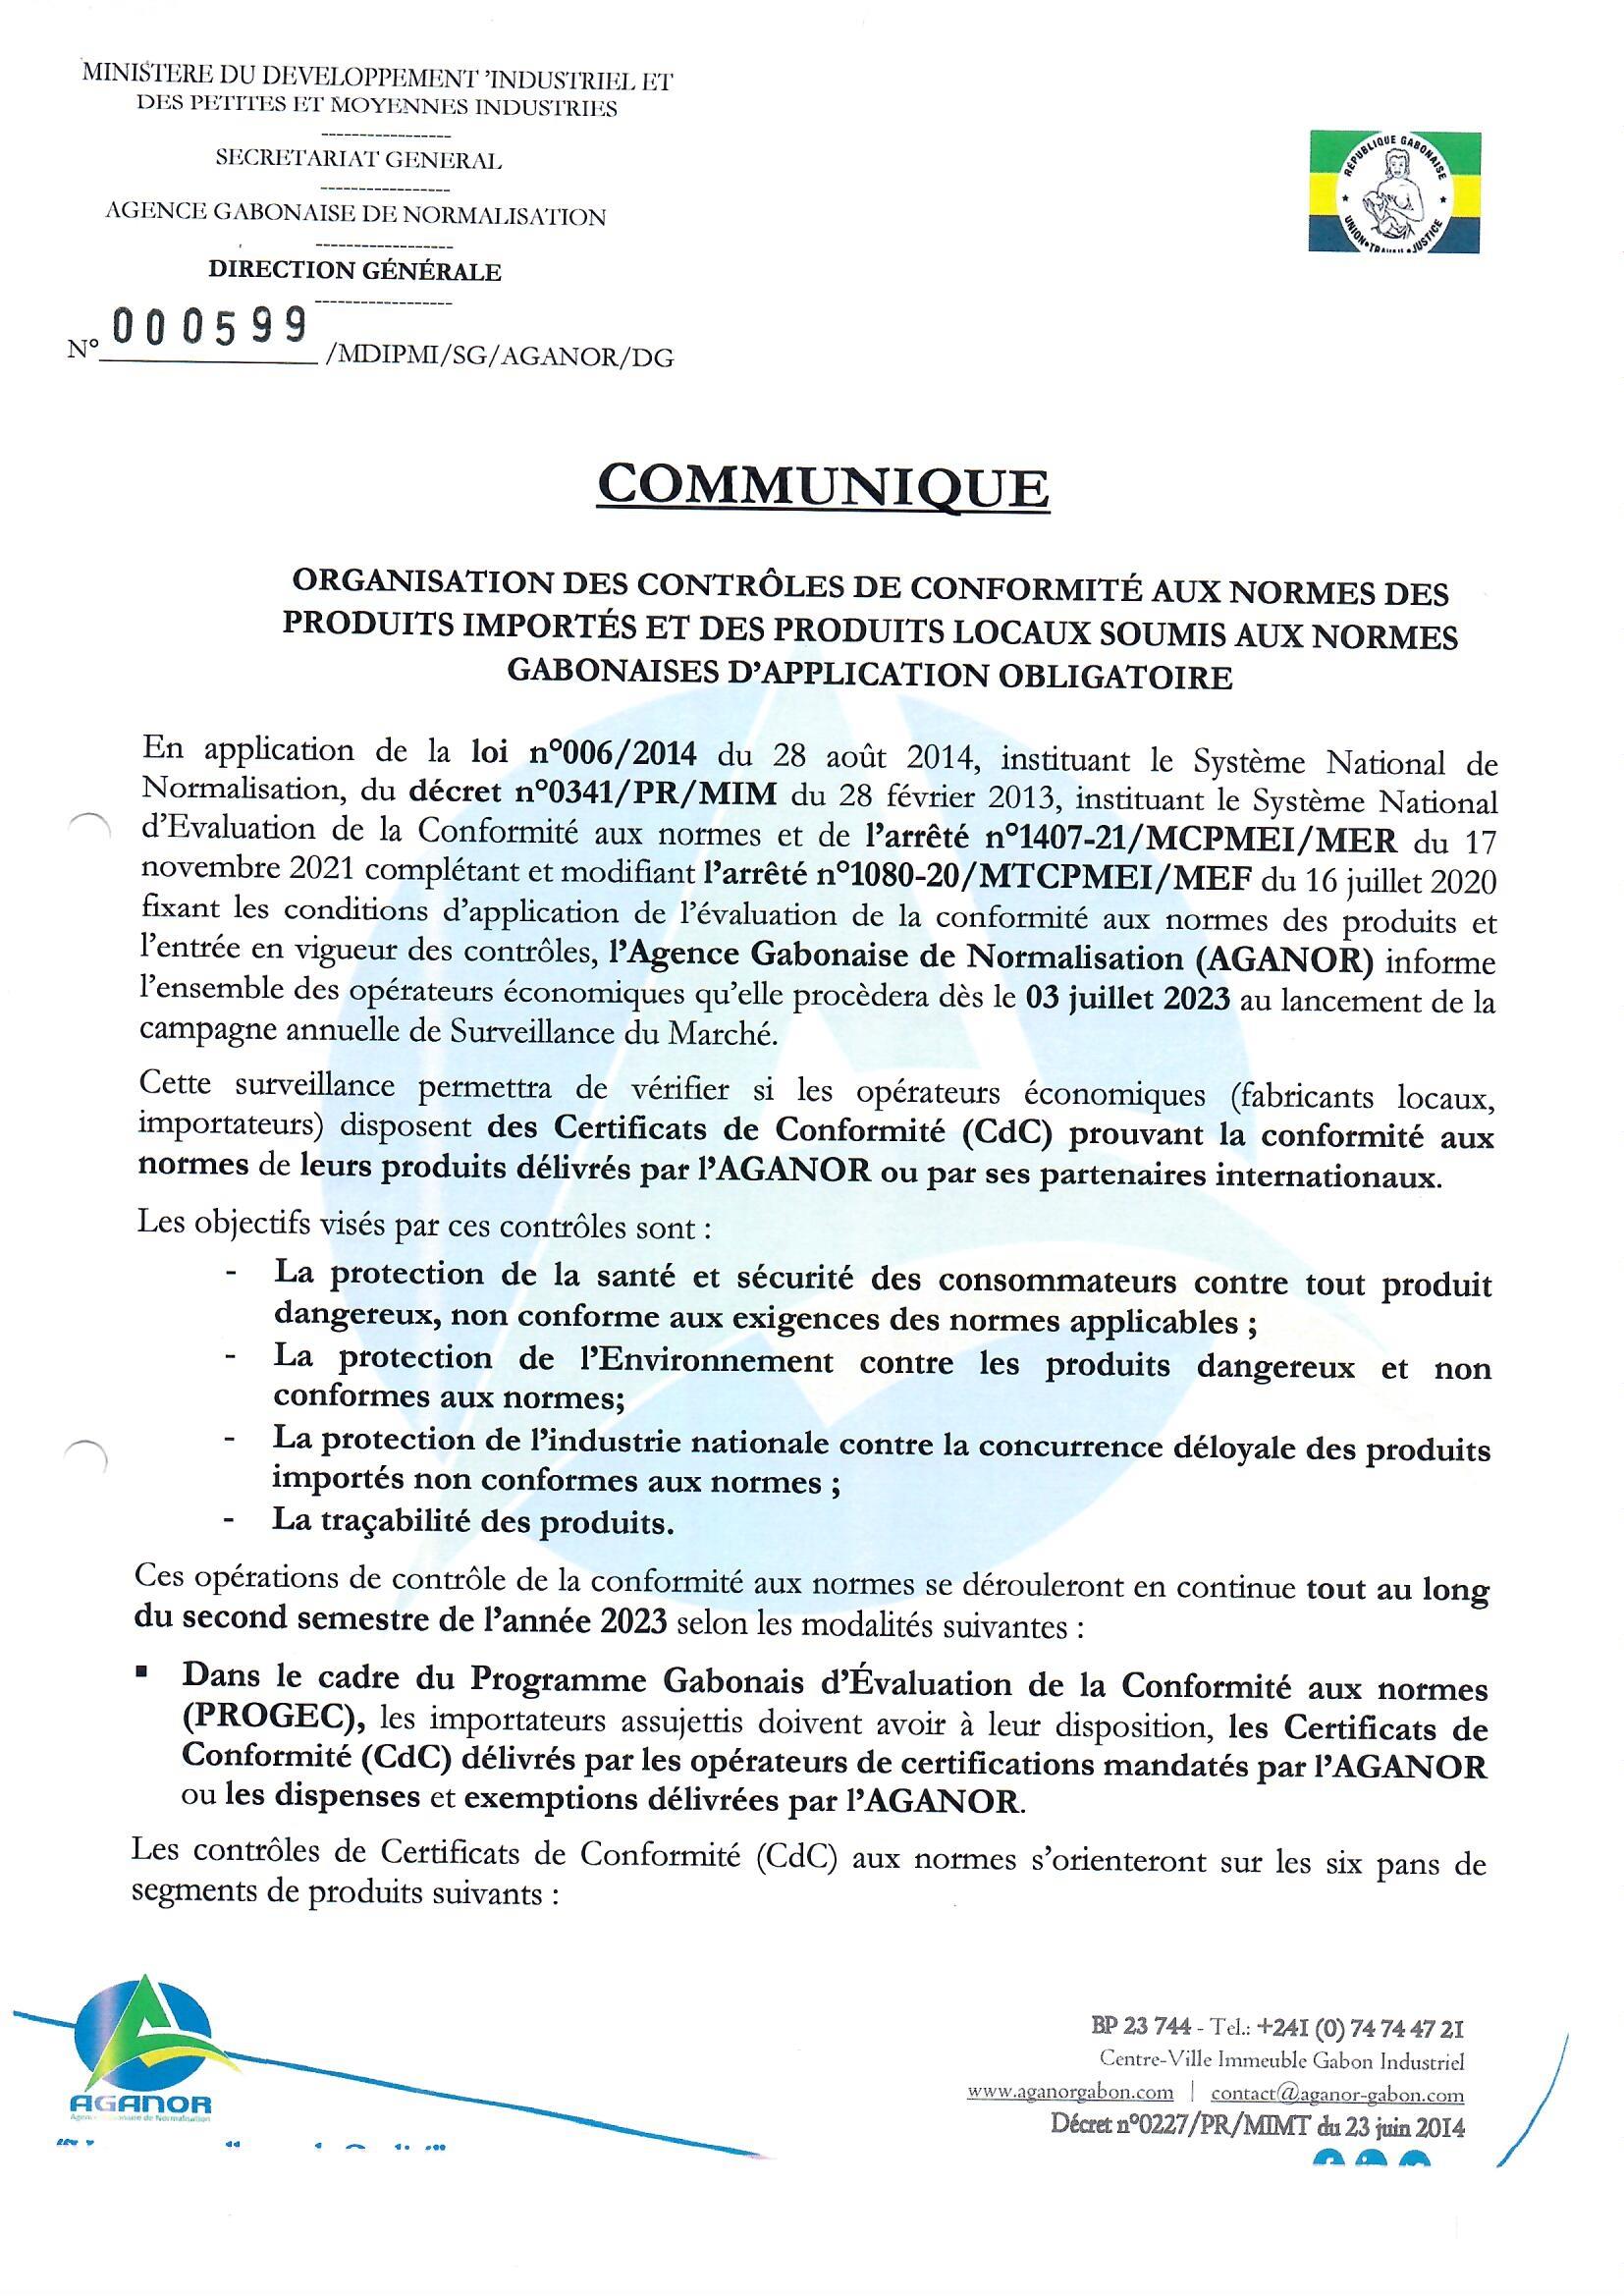 MINISTERE DU DEVELOPPEMENT 'INDUSTRIEL ET
DES PETITES ET MOYENNES INDUSTRIES
-----------------
SECRETARIAT GENERAL
-----------------
AGENCE GABONAISE DE NORMALISATION
------------------
DIRECTION GÉNÉRALE
------------------
N° 000599 /MDIPMI/SG/AGANOR/DG
RÉPUBLIQUE GABONAISE
UNION • TRAVAIL • JUSTICE
COMMUNIQUE
ORGANISATION DES CONTRÔLES DE CONFORMITÉ AUX NORMES DES
PRODUITS IMPORTÉS ET DES PRODUITS LOCAUX SOUMIS AUX NORMES
GABONAISES D'APPLICATION OBLIGATOIRE
En application de la loi n°006/2014 du 28 août 2014, instituant le Système National de
Normalisation, du décret n°0341/PR/MIM du 28 février 2013, instituant le Système National
d'Evaluation de la Conformité aux normes et de l'arrêté n°1407-21/MCPMEI/MER du 17
novembre 2021 complétant et modifiant l'arrêté n°1080-20/MTCPMEI/MEF du 16 juillet 2020
fixant les conditions d'application de l'évaluation de la conformité aux normes des produits et
l'entrée en vigueur des contrôles, l'Agence Gabonaise de Normalisation (AGANOR) informe
l'ensemble des opérateurs économiques qu'elle procèdera dès le 03 juillet 2023 au lancement de la
campagne annuelle de Surveillance du Marché.
Cette surveillance permettra de vérifier si les opérateurs économiques (fabricants locaux,
importateurs) disposent des Certificats de Conformité (CdC) prouvant la conformité aux
normes de leurs produits délivrés par l'AGANOR ou par ses partenaires internationaux.
Les objectifs visés par ces contrôles sont :
- La protection de la santé et sécurité des consommateurs contre tout produit
dangereux, non conforme aux exigences des normes applicables ;
- La protection de l'Environnement contre les produits dangereux et non
conformes aux normes;
- La protection de l'industrie nationale contre la concurrence déloyale des produits
importés non conformes aux normes ;
- La traçabilité des produits.
Ces opérations de contrôle de la conformité aux normes se dérouleront en continue tout au long
du second semestre de l'année 2023 selon les modalités suivantes :
▪ Dans le cadre du Programme Gabonais d'Évaluation de la Conformité aux normes
(PROGEC), les importateurs assujettis doivent avoir à leur disposition, les Certificats de
Conformité (CdC) délivrés par les opérateurs de certifications mandatés par l'AGANOR
ou les dispenses et exemptions délivrées par l'AGANOR.
Les contrôles de Certificats de Conformité (CdC) aux normes s'orienteront sur les six pans de
segments de produits suivants :
AGANOR
Agence Gabonaise de Normalisation
BP 23 744 - Tel.: +241 (0) 74 74 47 21
Centre-Ville Immeuble Gabon Industriel
www.aganorgabon.com | contact@aganor-gabon.com
Décret n°0227/PR/MIMT du 23 juin 2014